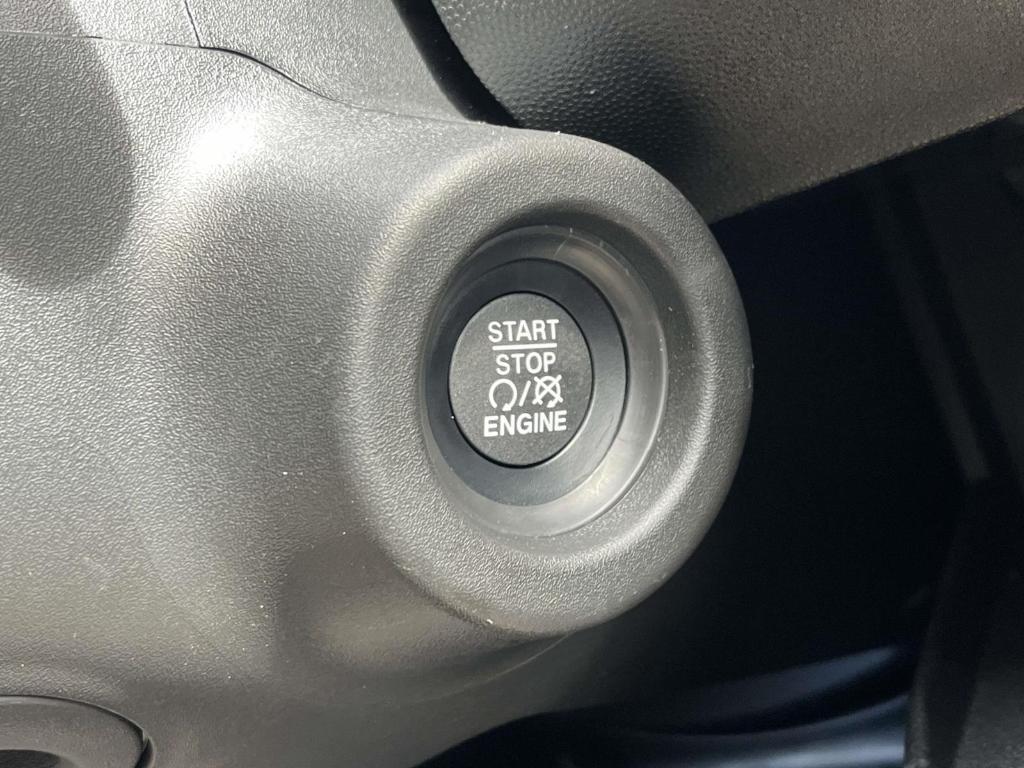 START
STOP
/
ENGINE